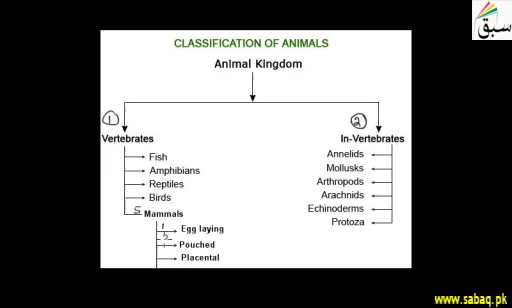 سبق
CLASSIFICATION OF ANIMALS
Animal Kingdom
1
2
Vertebrates
In-Vertebrates
Fish
Amphibians
Reptiles
Birds
5 Mammals
1 Egg laying
2
Pouched
Placental
Annelids
Mollusks
Arthropods
Arachnids
Echinoderms
Protoza
www.sabaq.pk